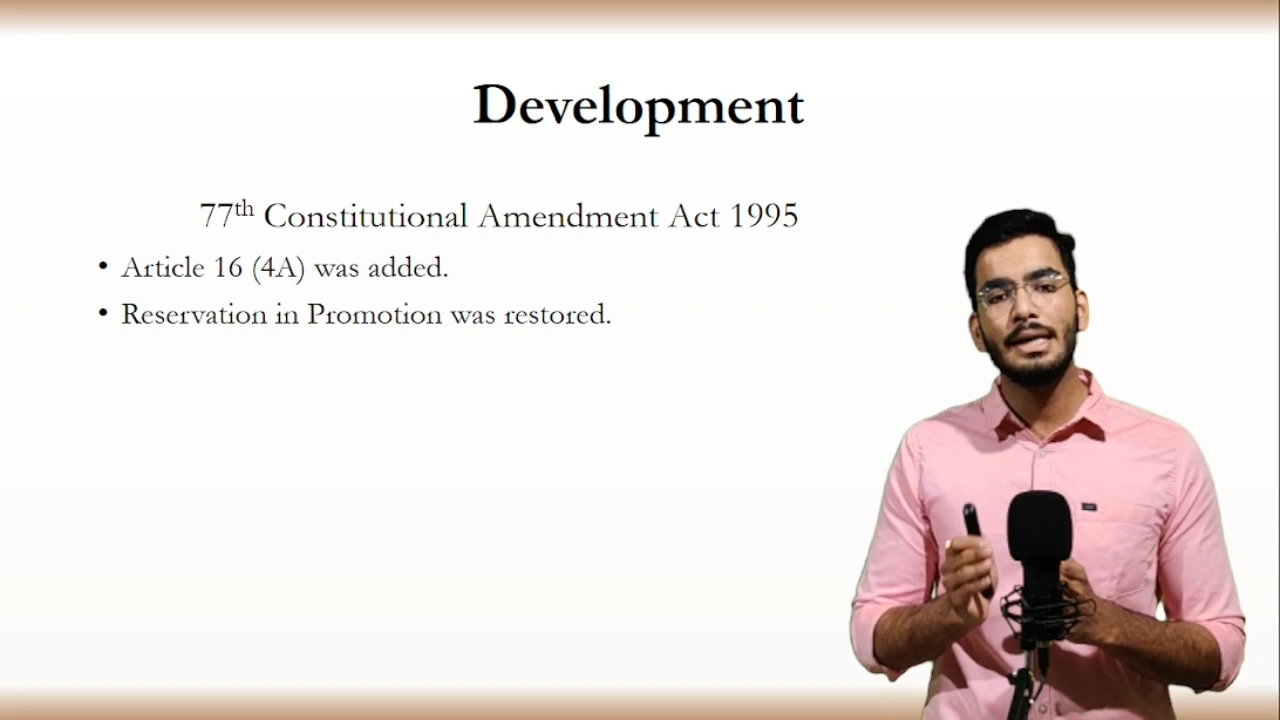 Development
77th Constitutional Amendment Act 1995
• Article 16 (4A) was added.
• Reservation in Promotion was restored.